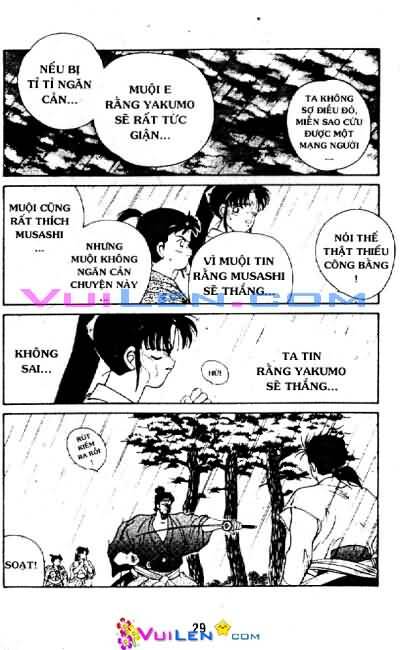 NẾU BỊ
TỈ TỈ NGĂN
CẢN...
MUỘI E
RẰNG YAKUMO
SẼ RẤT TỨC
GIẬN...
TA KHÔNG
SỢ ĐIỀU ĐÓ,
MIỄN SAO CỨU
ĐƯỢC MỘT
MẠNG NGƯỜI
...
MUỘI CŨNG
RẤT THÍCH
MUSASHI
...
NHƯNG
MUỘI KHÔNG
NGĂN CẢN
CHUYỆN NÀY
...
VÌ MUỘI TIN
RẰNG MUSASHI
SẼ THẮNG...
NÓI THẾ
THẬT THIẾU
CÔNG BẰNG
!
VUILEN.COM
KHÔNG
SAI...
HỪ!
TA TIN
RẰNG YAKUMO
SẼ THẮNG...
RÚT
KIẾM
RA RỒI
!
SOẠT!
29
VUILEN.COM